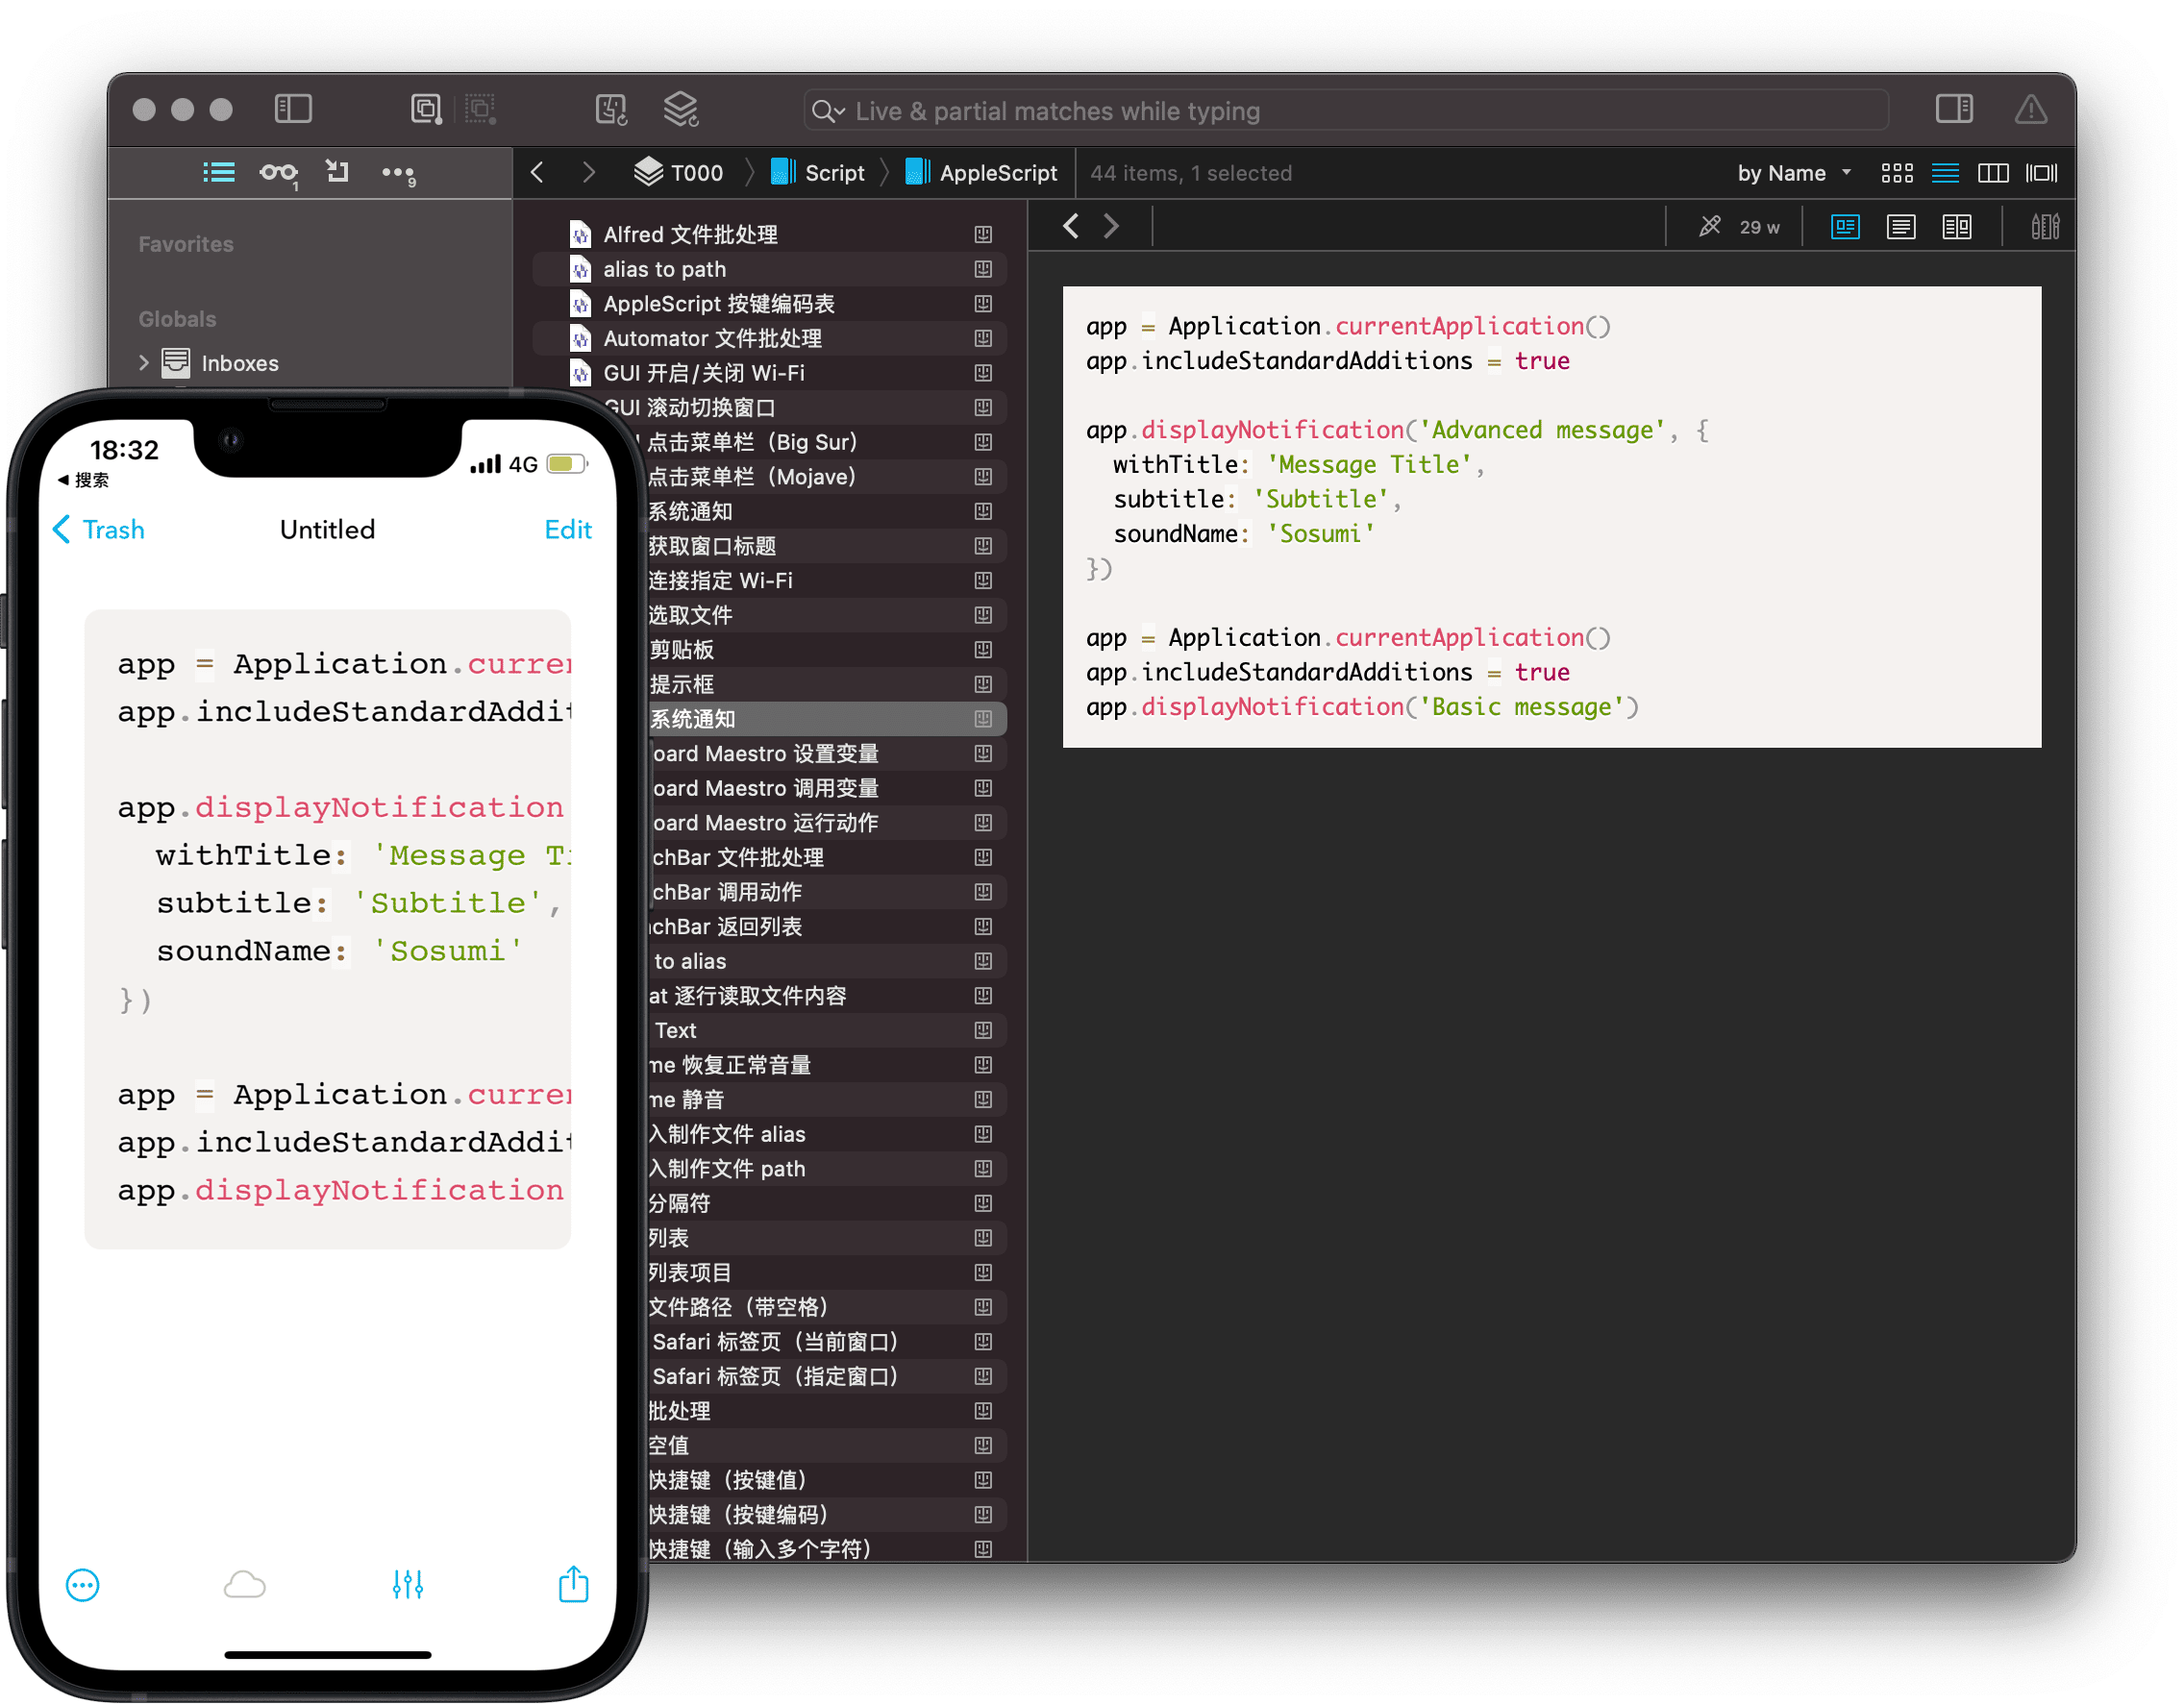 Live & partial matches while typing
1
9
T000
Script
AppleScript
44 items, 1 selected
by Name
Favorites
Globals
Inboxes
Alfred 文件批处理
alias to path
AppleScript 按键编码表
Automator 文件批处理
GUI 开启/关闭 Wi-Fi
GUI 滚动切换窗口
点击菜单栏（Big Sur）
点击菜单栏（Mojave）
系统通知
获取窗口标题
连接指定 Wi-Fi
选取文件
剪贴板
提示框
系统通知
oard Maestro 设置变量
oard Maestro 调用变量
oard Maestro 运行动作
chBar 文件批处理
chBar 调用动作
chBar 返回列表
to alias
at 逐行读取文件内容
Text
me 恢复正常音量
me 静音
入制作文件 alias
入制作文件 path
分隔符
列表
列表项目
文件路径（带空格）
Safari 标签页（当前窗口）
Safari 标签页（指定窗口）
批处理
空值
快捷键（按键值）
快捷键（按键编码）
快捷键（输入多个字符）
29 w
app = Application.currentApplication()
app.includeStandardAdditions = true
app.displayNotification('Advanced message', {
withTitle: 'Message Title',
subtitle: 'Subtitle',
soundName: 'Sosumi'
})
app = Application.currentApplication()
app.includeStandardAdditions = true
app.displayNotification('Basic message')
18:32
4G
搜索
Trash
Untitled
Edit
app = Application.curre
app.includeStandardAddi
app.displayNotification
withTitle: 'Message T
subtitle: 'Subtitle',
soundName: 'Sosumi'
})
app = Application.curre
app.includeStandardAddi
app.displayNotification